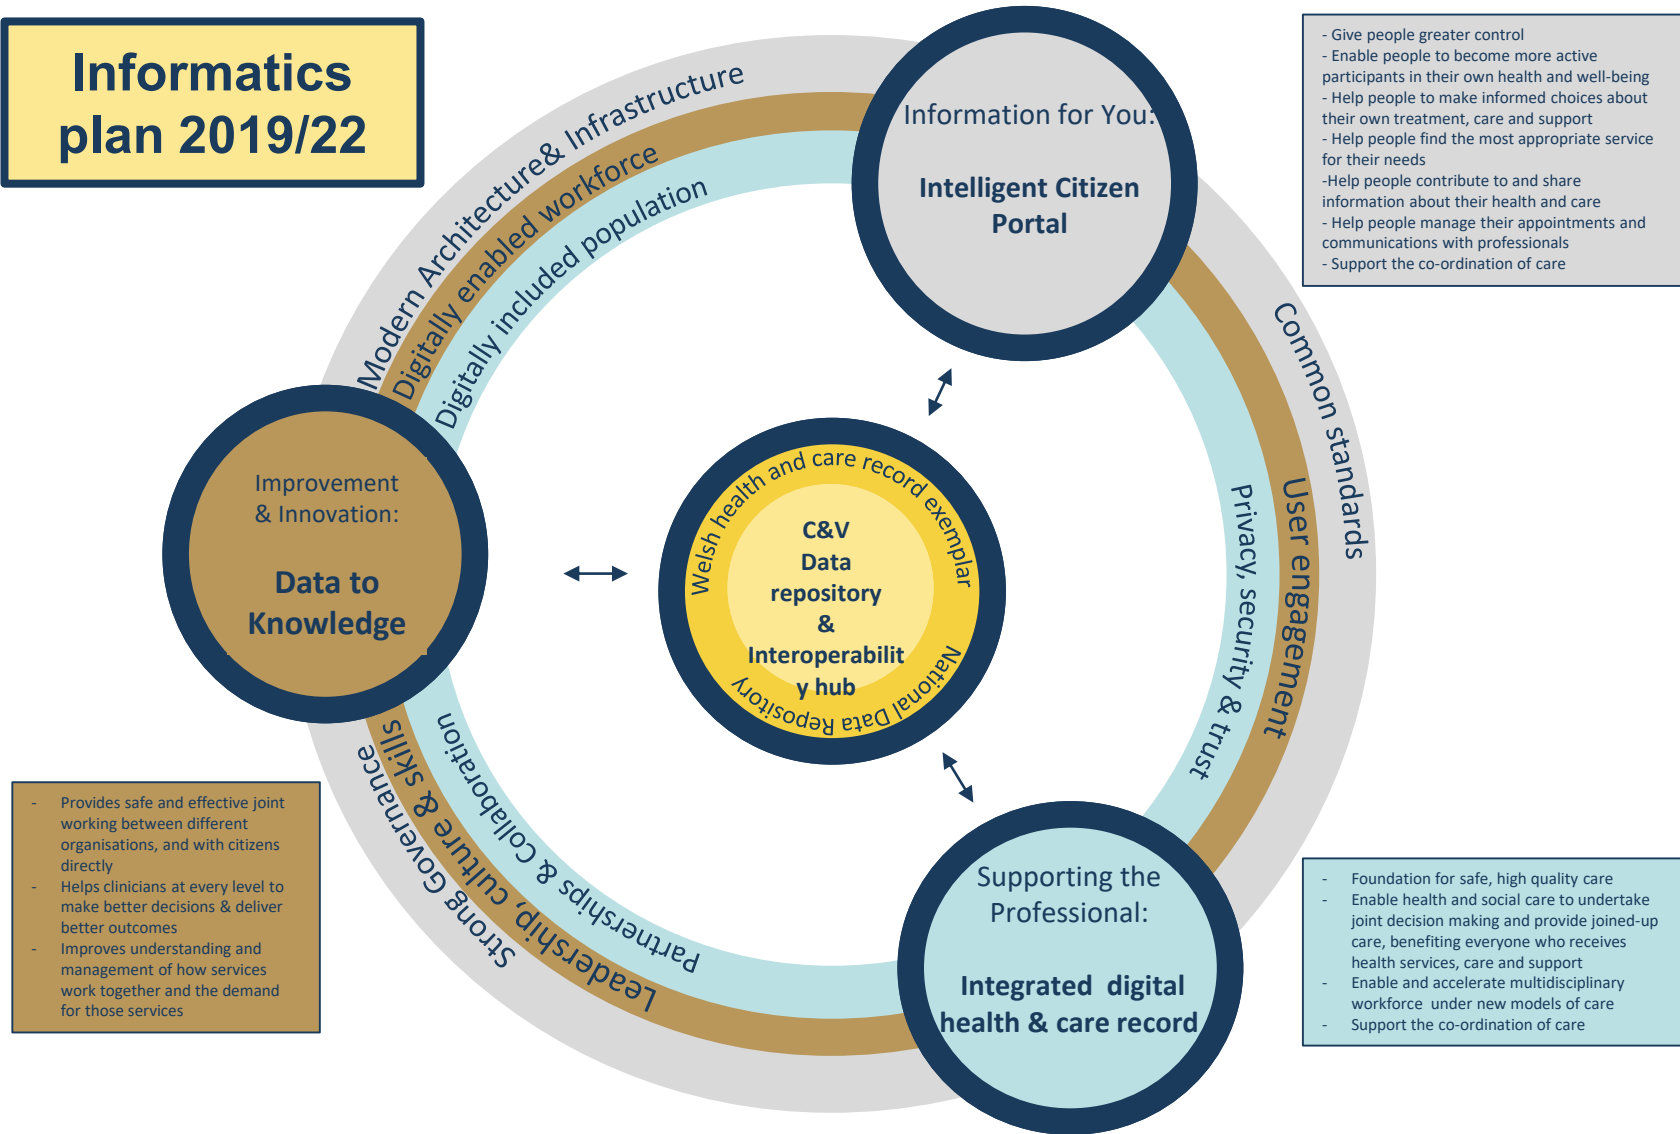 Informatics
plan 2019/22
Modern Architecture& Infrastructure
Digitally enabled workforce
Digitally included population
Information for You:
Intelligent Citizen
Portal
- Give people greater control
- Enable people to become more active
participants in their own health and well-being
- Help people to make informed choices about
their own treatment, care and support
- Help people find the most appropriate service
for their needs
-Help people contribute to and share
information about their health and care
- Help people manage their appointments and
communications with professionals
- Support the co-ordination of care
Common standards
User engagement
Privacy, security & trust
Improvement
& Innovation:
Data to
Knowledge
Welsh health and care record exemplar
C&V
Data
repository
&
Interoperabilit
y hub
National Data Repository
Partnerships & Collaboration
Leadership, culture & skills
Strong Governance
- Provides safe and effective joint
working between different
organisations, and with citizens
directly
- Helps clinicians at every level to
make better decisions & deliver
better outcomes
- Improves understanding and
management of how services
work together and the demand
for those services
Supporting the
Professional:
Integrated digital
health & care record
- Foundation for safe, high quality care
- Enable health and social care to undertake
joint decision making and provide joined-up
care, benefiting everyone who receives
health services, care and support
- Enable and accelerate multidisciplinary
workforce under new models of care
- Support the co-ordination of care